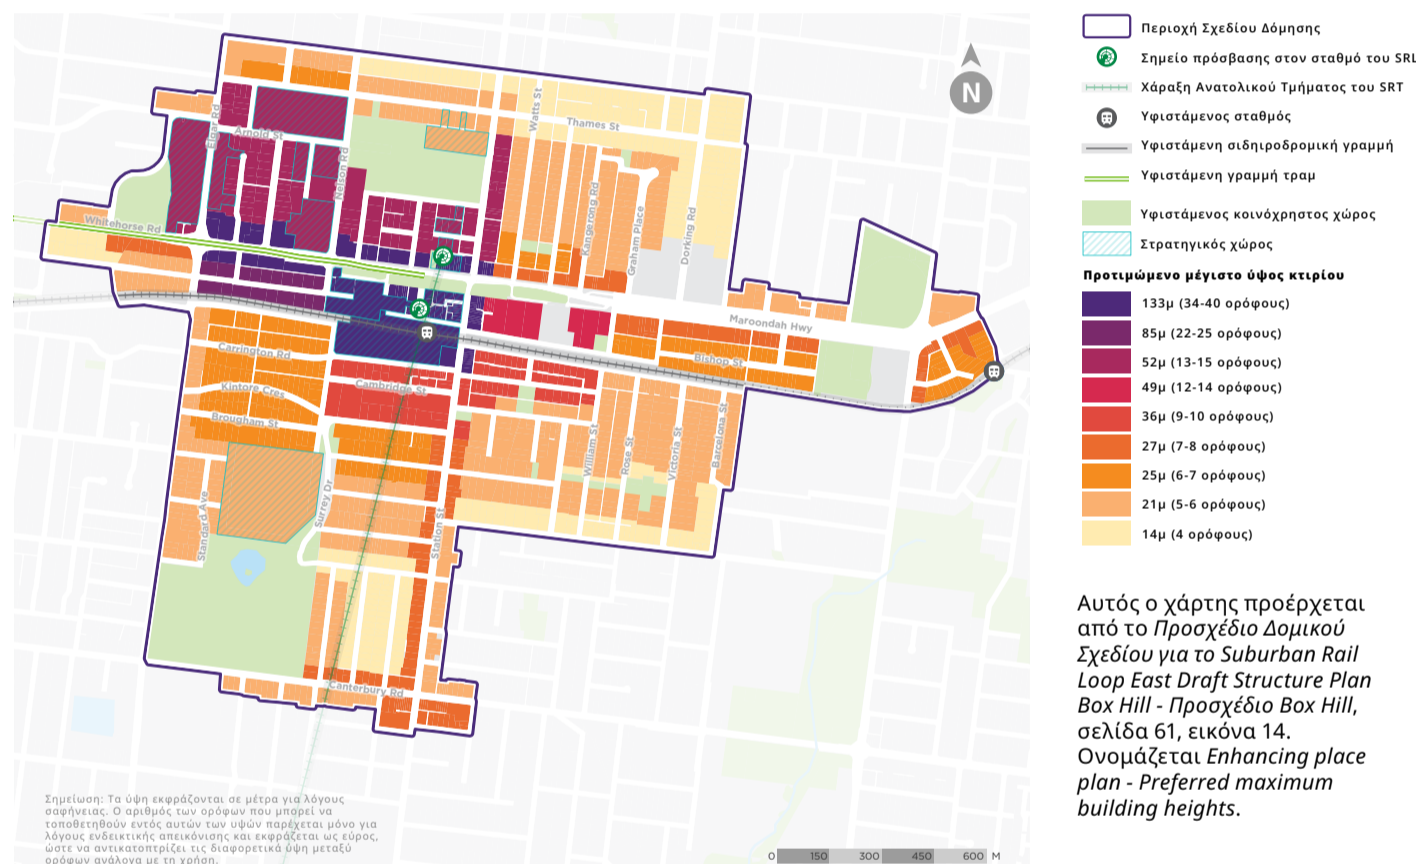 Elgar Rd
Arnold St
Nelson Rd
Watts St
Thames St
Kangerong Rd
Graham Place
Dorking Rd
Whitehorse Rd
Maroondah Hwy
Bishop St
Carrington Rd
Kintore Cres
Brougham St
Cambridge St
William St
Rose St
Victoria St
Barcelona St
Standard Ave
Surrey Dr
Station St
Canterbury Rd
N
Σημείωση: Τα ύψη εκφράζονται σε μέτρα για λόγους
σαφήνειας. Ο αριθμός των ορόφων που μπορεί να
τοποθετηθούν εντός αυτών των υψών παρέχεται μόνο για
λόγους ενδεικτικής απεικόνισης και εκφράζεται ως εύρος,
ώστε να αντικατοπτρίζει τις διαφορετικά ύψη μεταξύ
ορόφων ανάλογα με τη χρήση.
0 150 300 450 600 M
Περιοχή Σχεδίου Δόμησης
Σημείο πρόσβασης στον σταθμό του SRL
Χάραξη Ανατολικού Τμήματος του SRT
Υφιστάμενος σταθμός
Υφιστάμενη σιδηιροδρομική γραμμή
Υφιστάμενη γραμμή τραμ
Υφιστάμενος κοινόχρηστος χώρος
Στρατηγικός χώρος
Προτιμώμενο μέγιστο ύψος κτιρίου
133μ (34-40 ορόφους)
85μ (22-25 ορόφους)
52μ (13-15 ορόφους)
49μ (12-14 ορόφους)
36μ (9-10 ορόφους)
27μ (7-8 ορόφους)
25μ (6-7 ορόφους)
21μ (5-6 ορόφους)
14μ (4 ορόφους)
Αυτός ο χάρτης προέρχεται
από το Προσχέδιο Δομικού
Σχεδίου για το Suburban Rail
Loop East Draft Structure Plan
Box Hill - Προσχέδιο Box Hill,
σελίδα 61, εικόνα 14.
Ονομάζεται Enhancing place
plan - Preferred maximum
building heights.